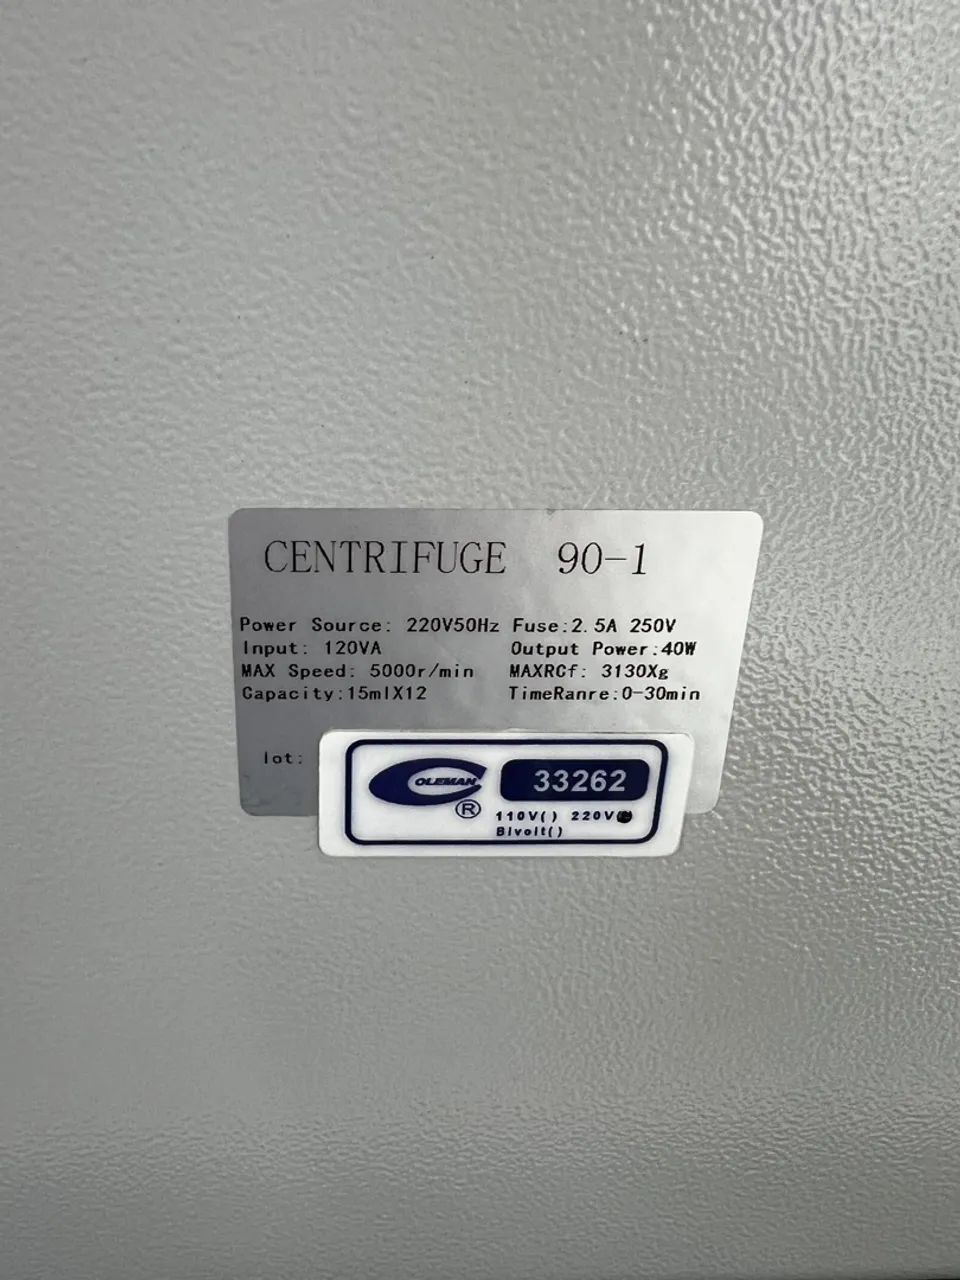 CENTRIFUGE 90-1
Power Source: 220V50Hz Fuse:2.5A 250V
Input: 120VA Output Power:40W
MAX Speed: 5000r/min MAXRCf: 3130Xg
Capacity:15mlX12 TimeRanre:0-30min
lot:
COLEMAN 33262
®
110V() 220V()
Bivolt()